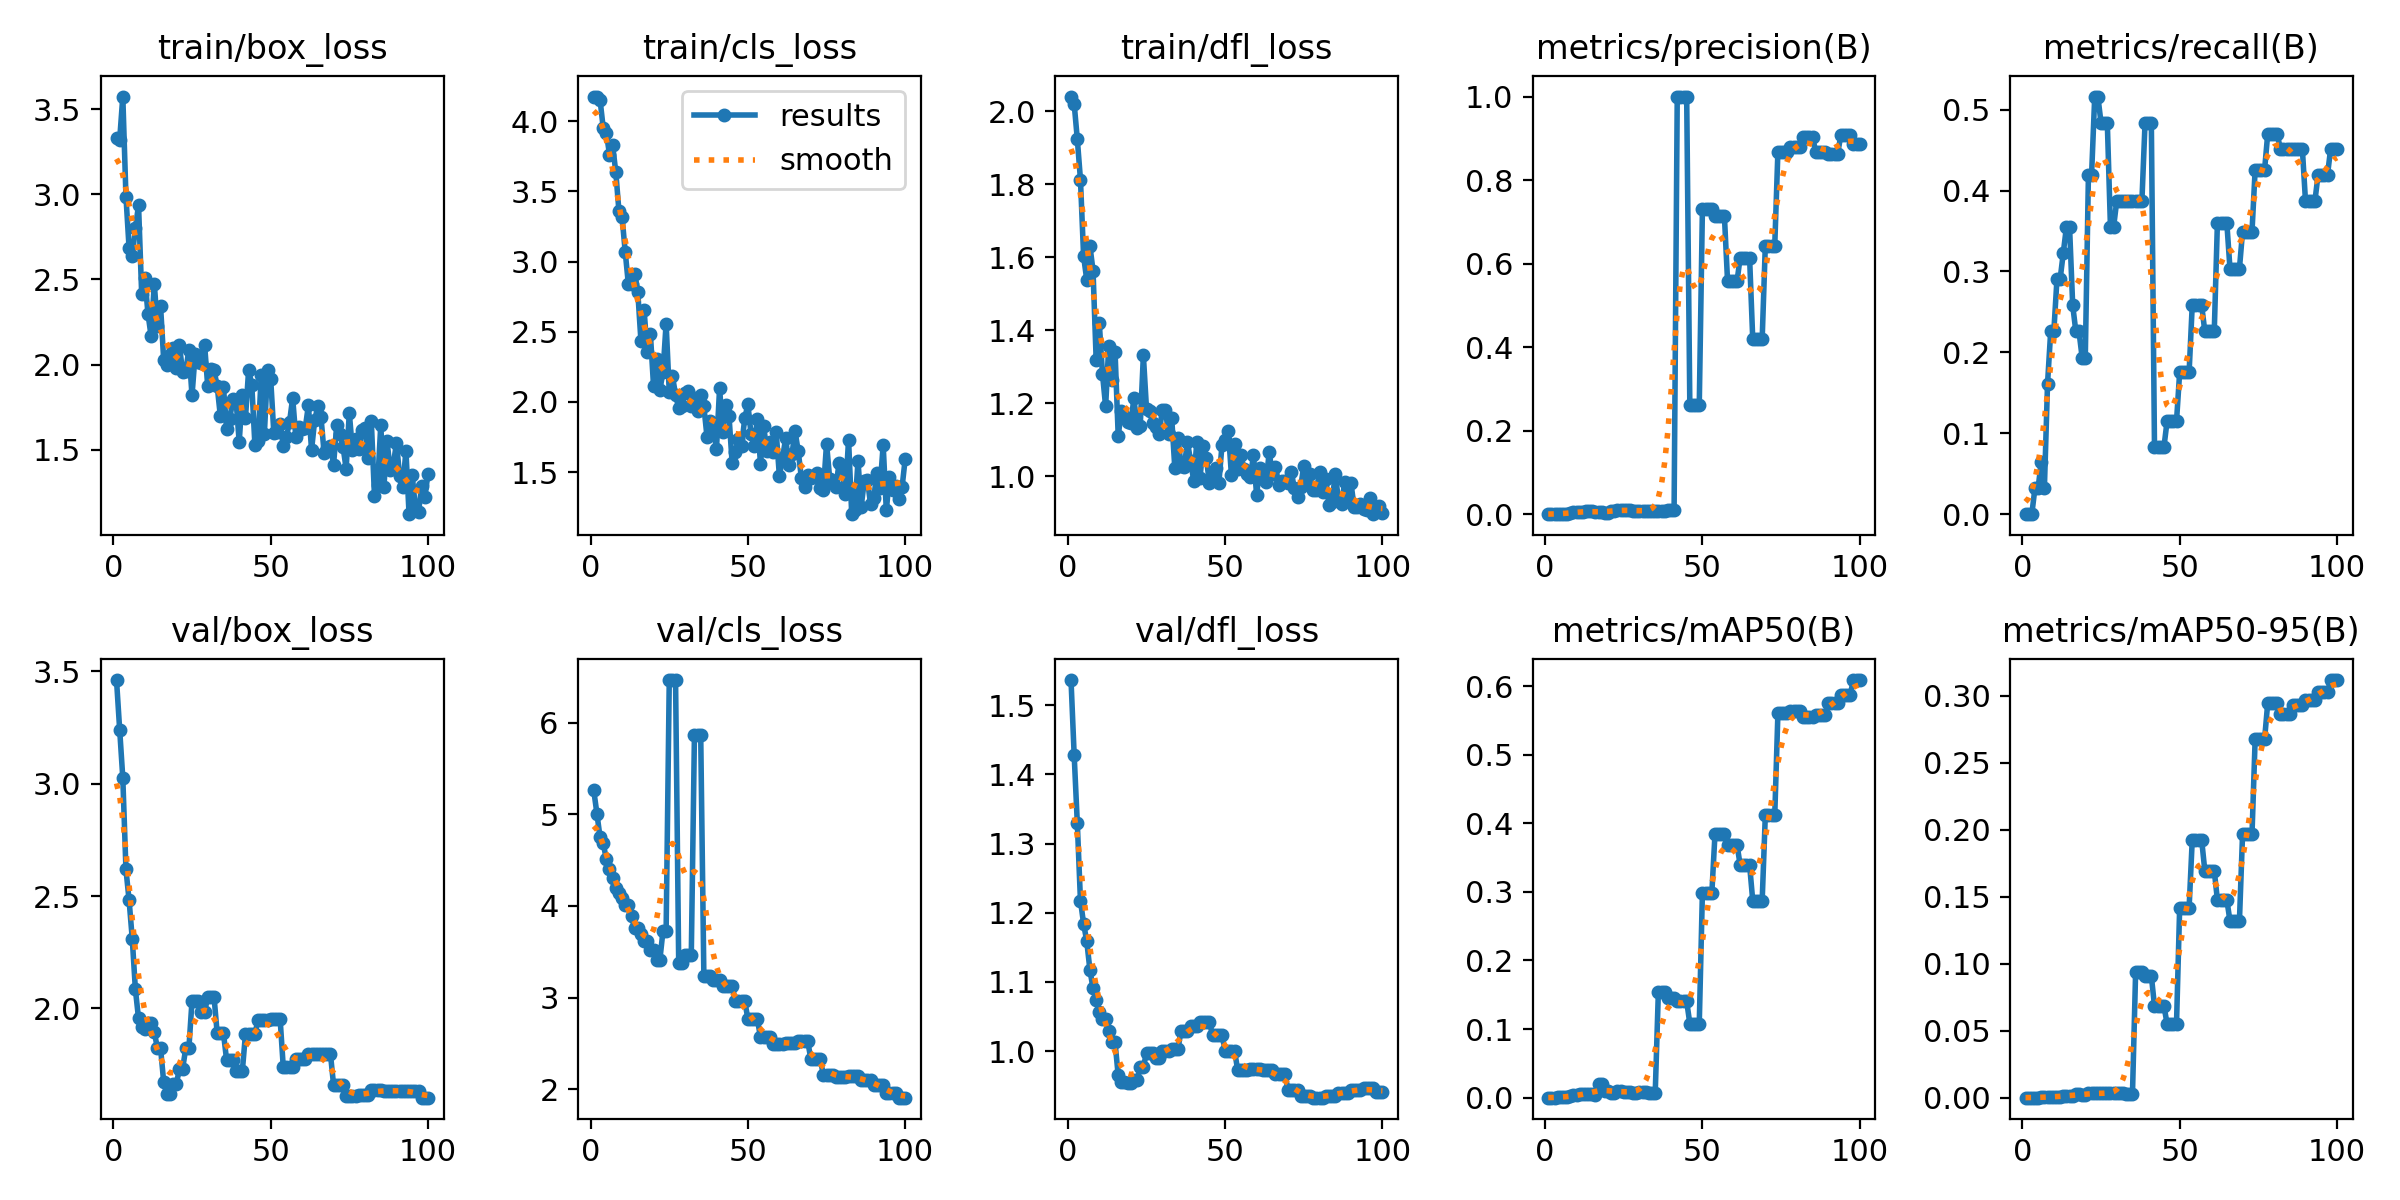 train/box_loss
3.5
3.0
2.5
2.0
1.5
0 50 100
train/cls_loss
results
smooth
4.0
3.5
3.0
2.5
2.0
1.5
0 50 100
train/dfl_loss
2.0
1.8
1.6
1.4
1.2
1.0
0 50 100
metrics/precision(B)
1.0
0.8
0.6
0.4
0.2
0.0
0 50 100
metrics/recall(B)
0.5
0.4
0.3
0.2
0.1
0.0
0 50 100
val/box_loss
3.5
3.0
2.5
2.0
0 50 100
val/cls_loss
6
5
4
3
2
0 50 100
val/dfl_loss
1.5
1.4
1.3
1.2
1.1
1.0
0 50 100
metrics/mAP50(B)
0.6
0.5
0.4
0.3
0.2
0.1
0.0
0 50 100
metrics/mAP50-95(B)
0.30
0.25
0.20
0.15
0.10
0.05
0.00
0 50 100